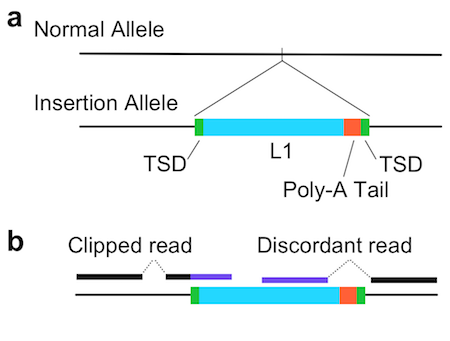 a
Normal Allele
Insertion Allele
TSD
L1
TSD
Poly-A Tail
b
Clipped read
Discordant read